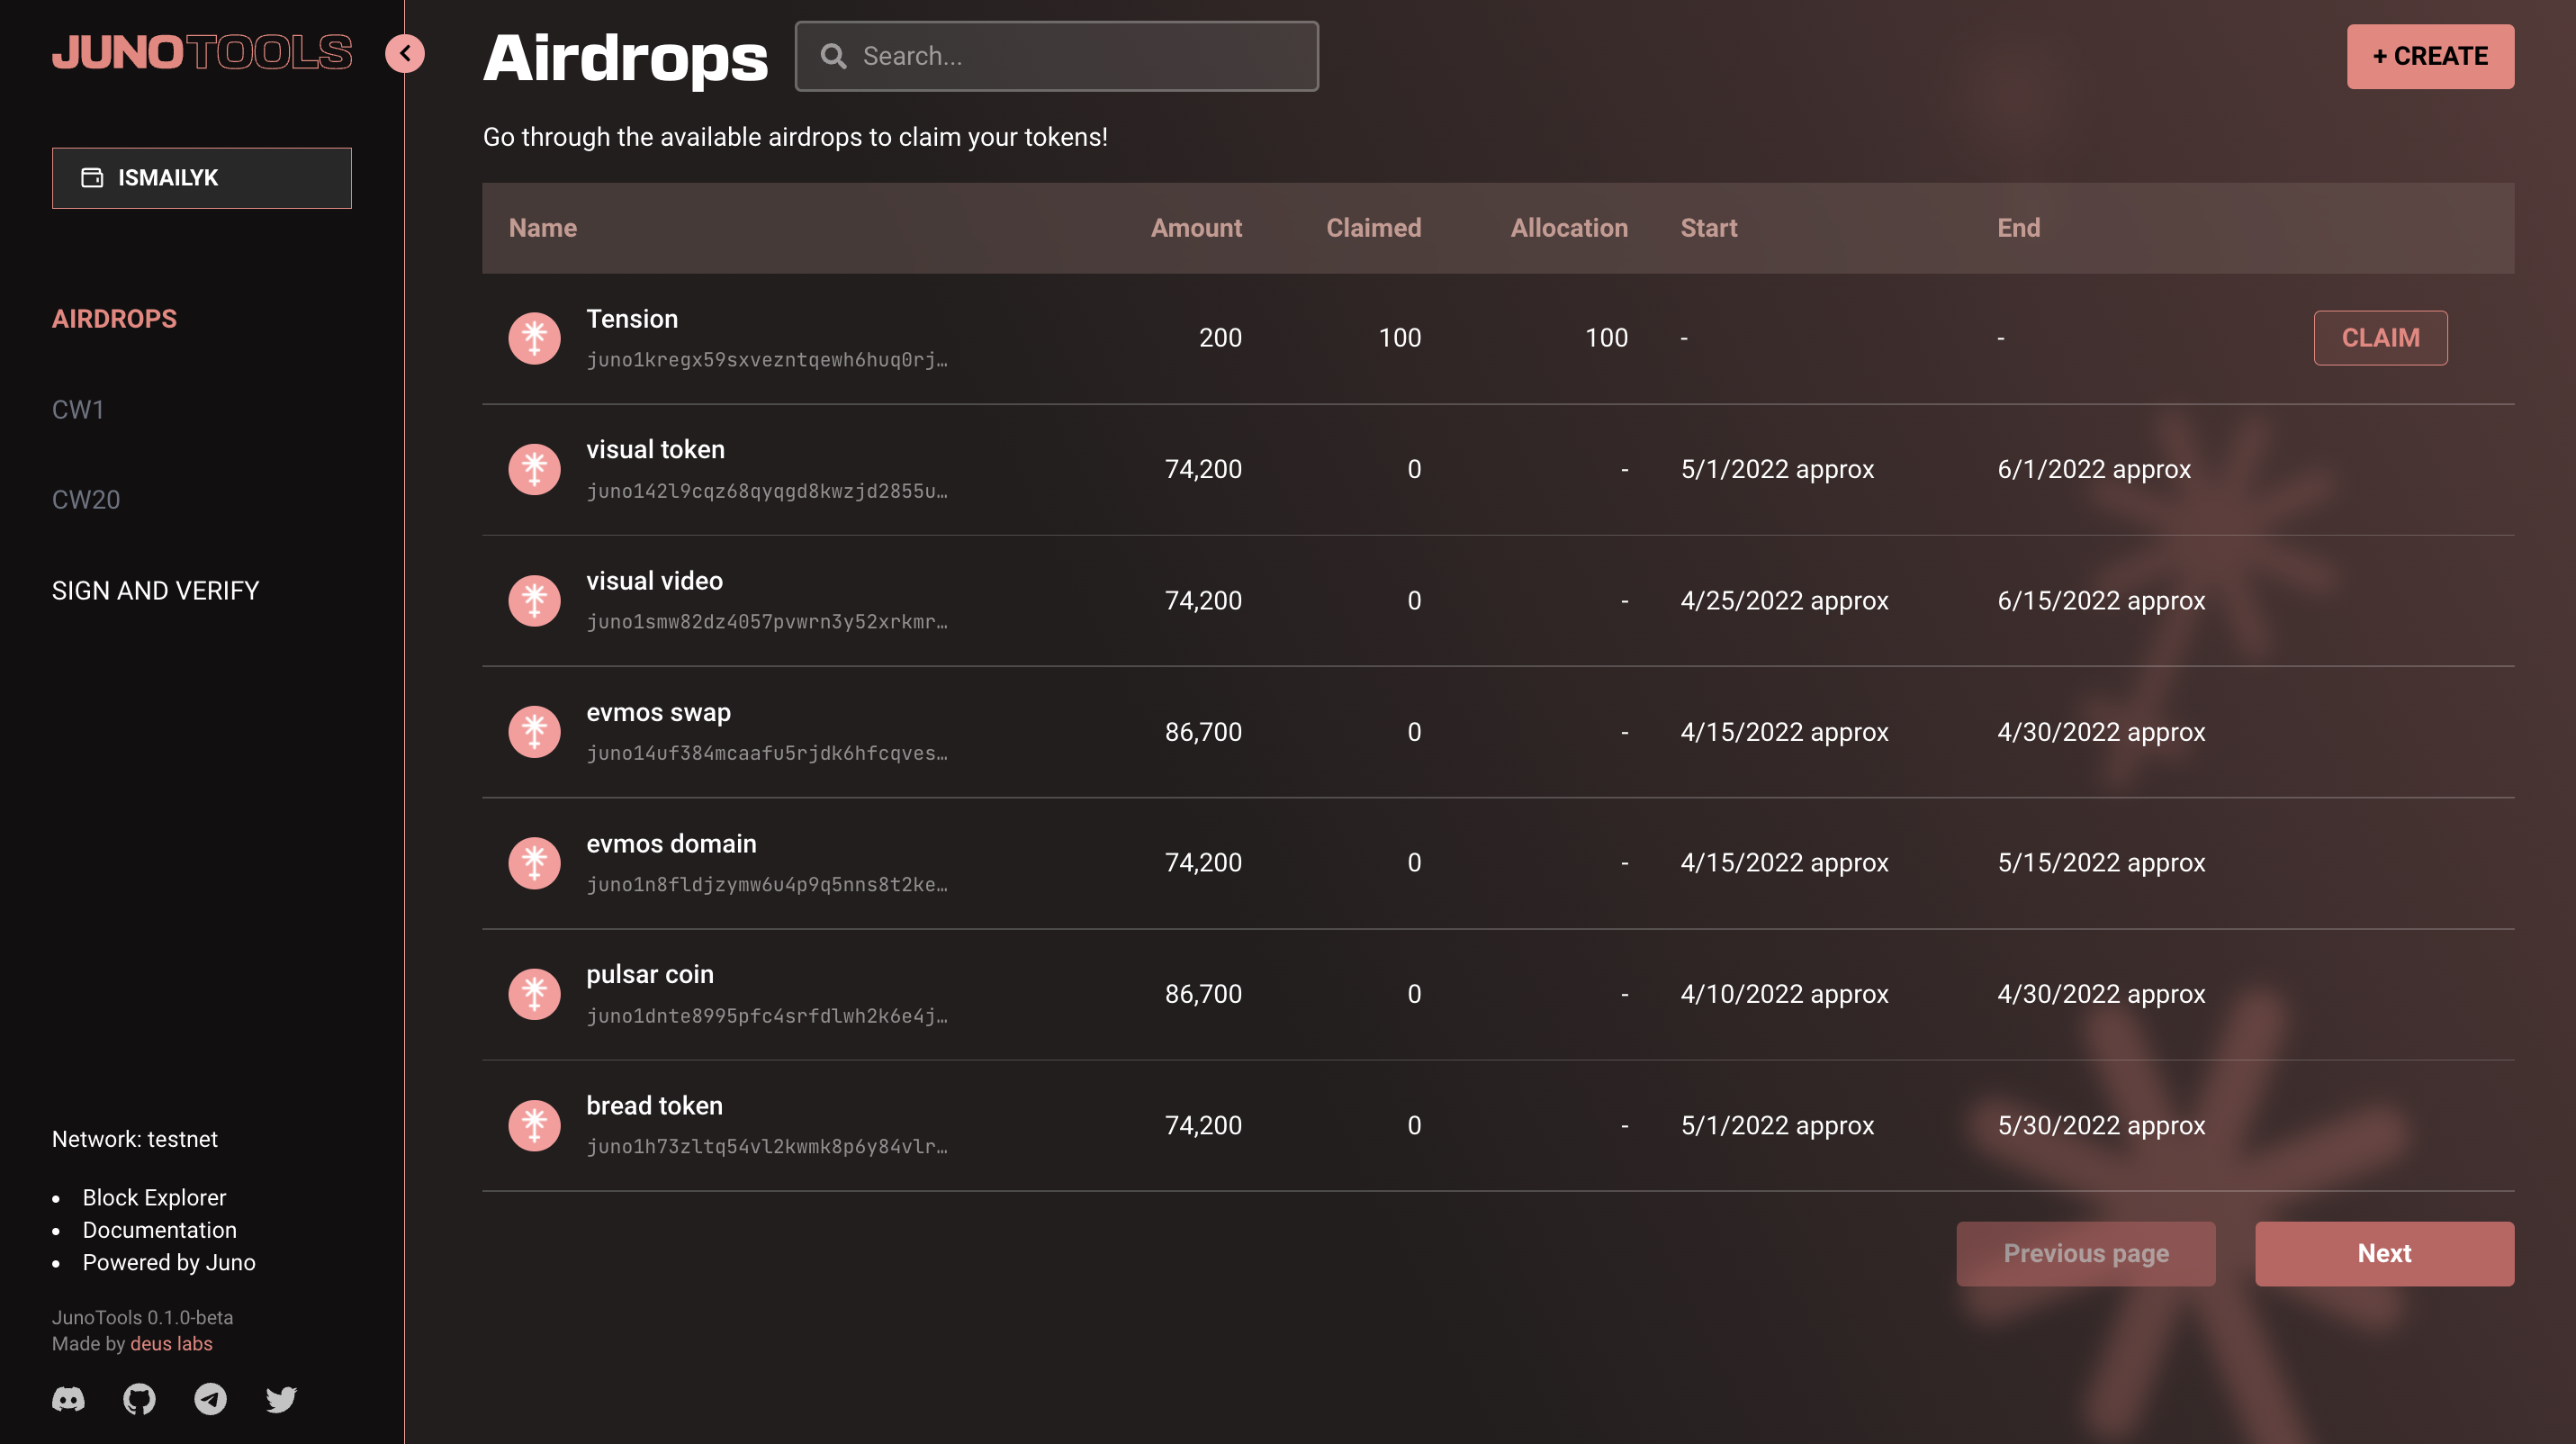 JUNOTOOLS
ISMAILYK
AIRDROPS
CW1
CW20
SIGN AND VERIFY
Network: testnet
• Block Explorer
• Documentation
• Powered by Juno
JunoTools 0.1.0-beta
Made by deus labs
Airdrops
Search...
+ CREATE
Go through the available airdrops to claim your tokens!
Name Amount Claimed Allocation Start End
Tension 200 100 100 - - CLAIM
juno1kregx59sxvezntqewh6huq0rj…
visual token 74,200 0 - 5/1/2022 approx 6/1/2022 approx
juno142l9cqz68qyqgd8kwzjd2855u…
visual video 74,200 0 - 4/25/2022 approx 6/15/2022 approx
juno1smw82dz4057pvwrn3y52xrkmr…
evmos swap 86,700 0 - 4/15/2022 approx 4/30/2022 approx
juno14uf384mcaafu5rjdk6hfcqves…
evmos domain 74,200 0 - 4/15/2022 approx 5/15/2022 approx
juno1n8fldjzymw6u4p9q5nns8t2ke…
pulsar coin 86,700 0 - 4/10/2022 approx 4/30/2022 approx
juno1dnte8995pfc4srfdlwh2k6e4j…
bread token 74,200 0 - 5/1/2022 approx 5/30/2022 approx
juno1h73zltq54vl2kwmk8p6y84vlr…
Previous page
Next